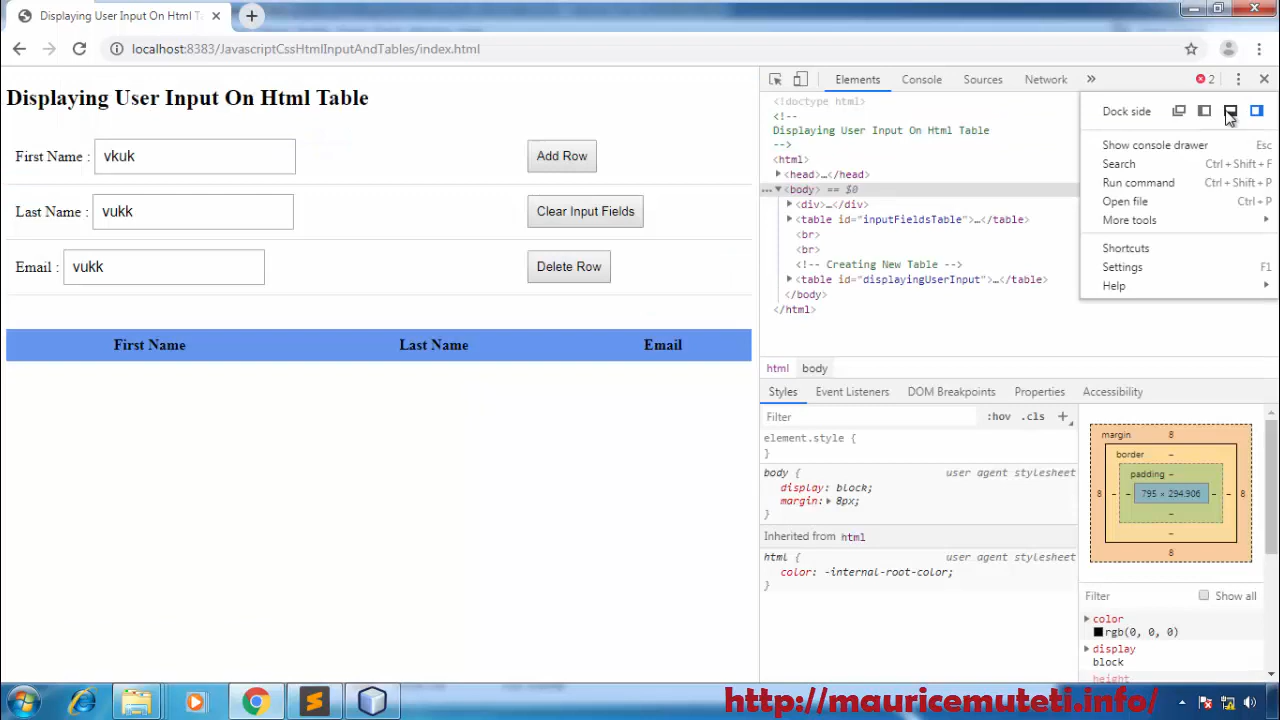 Displaying User Input On Html T
localhost:8383/JavascriptCssHtmlInputAndTables/index.html
Displaying User Input On Html Table
First Name : vkuk
Add Row
Last Name : vukk
Clear Input Fields
Email : vukk
Delete Row
First Name Last Name Email
Elements Console Sources Network » 2
<!doctype html>
<!--
Displaying User Input On Html Table
-->
<html>
<head>…</head>
<body> == $0
<div>…</div>
<table id="inputFieldsTable">…</table>
<br>
<br>
<!-- Creating New Table -->
<table id="displayingUserInput">…</table>
</body>
</html>
Dock side
Show console drawer Esc
Search Ctrl + Shift + F
Run command Ctrl + Shift + P
Open file Ctrl + P
More tools
Shortcuts
Settings F1
Help
html body
Styles Event Listeners DOM Breakpoints Properties Accessibility
Filter :hov .cls +
element.style {
}
body { user agent stylesheet
display: block;
margin: 8px;
}
Inherited from html
html { user agent stylesheet
color: -internal-root-color;
}
margin 8
border –
padding –
8 – – 795 × 294.906 – – 8
–
–
8
Filter Show all
color
rgb(0, 0, 0)
display
block
height
http://mauricemuteti.info/